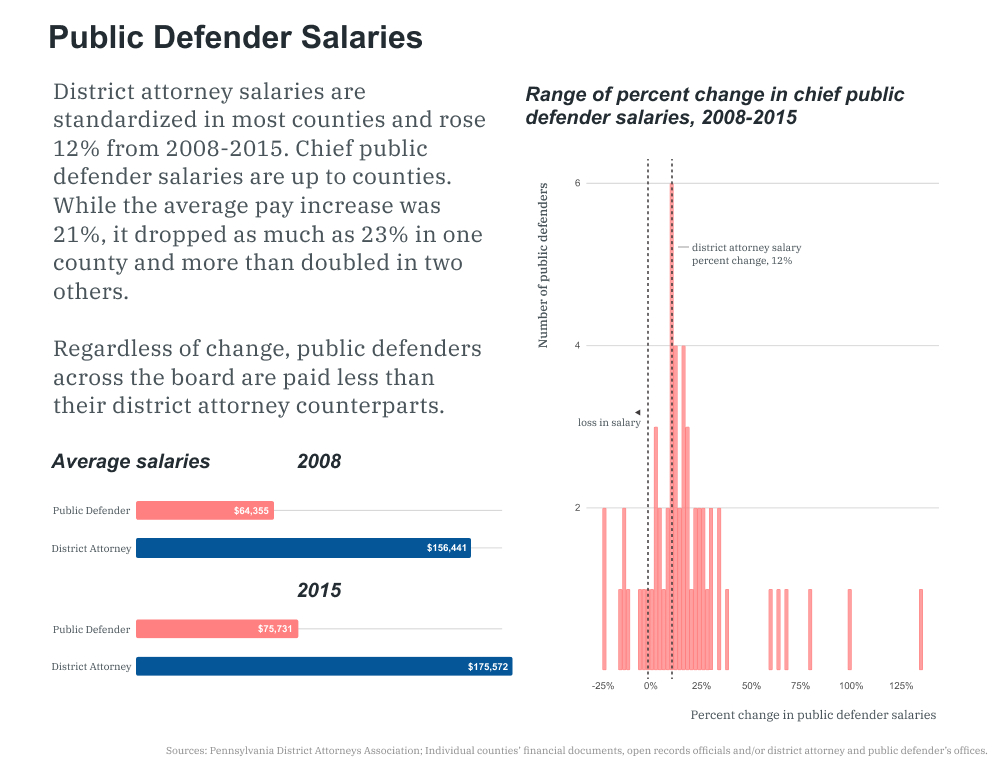 Public Defender Salaries
District attorney salaries are
standardized in most counties and rose
12% from 2008-2015. Chief public
defender salaries are up to counties.
While the average pay increase was
21%, it dropped as much as 23% in one
county and more than doubled in two
others.
Regardless of change, public defenders
across the board are paid less than
their district attorney counterparts.
Average salaries
2008
Public Defender
$64,355
District Attorney
$156,441
2015
Public Defender
$75,731
District Attorney
$175,572
Range of percent change in chief public
defender salaries, 2008-2015
Number of public defenders
6
4
2
district attorney salary
percent change, 12%
loss in salary
-25%
0%
25%
50%
75%
100%
125%
Percent change in public defender salaries
Sources: Pennsylvania District Attorneys Association; Individual counties' financial documents, open records officials and/or district attorney and public defender's offices.